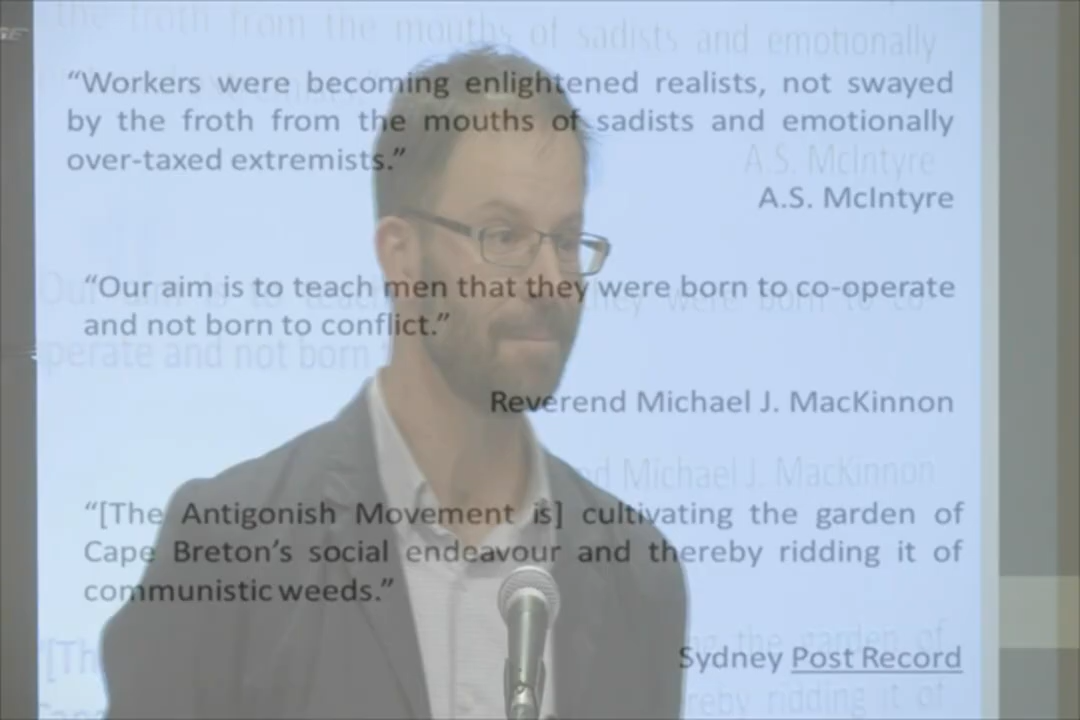 “Workers were becoming enlightened realists, not swayed
by the froth from the mouths of sadists and emotionally
over-taxed extremists.”
A.S. McIntyre
“Our aim is to teach men that they were born to co-operate
and not born to conflict.”
Reverend Michael J. MacKinnon
“[The Antigonish Movement is] cultivating the garden of
Cape Breton’s social endeavour and thereby ridding it of
communistic weeds.”
Sydney Post Record